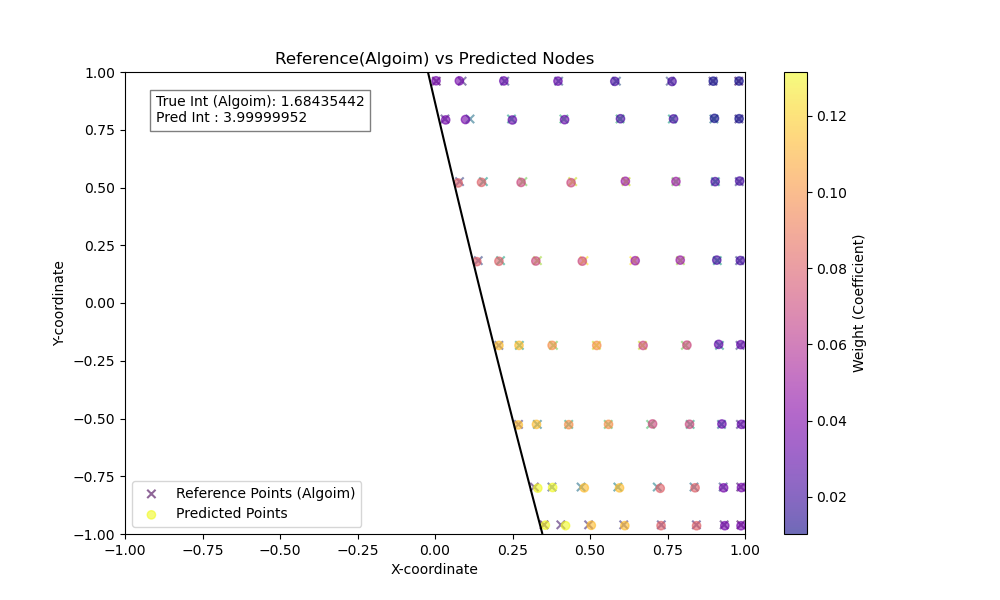 Reference(Algoim) vs Predicted Nodes
True Int (Algoim): 1.68435442
Pred Int : 3.99999952
1.00
0.75
0.50
0.25
0.00
−0.25
−0.50
−0.75
−1.00
Y-coordinate
Reference Points (Algoim)
Predicted Points
−1.00 −0.75 −0.50 −0.25 0.00 0.25 0.50 0.75 1.00
X-coordinate
0.12
0.10
0.08
0.06
0.04
0.02
Weight (Coefficient)